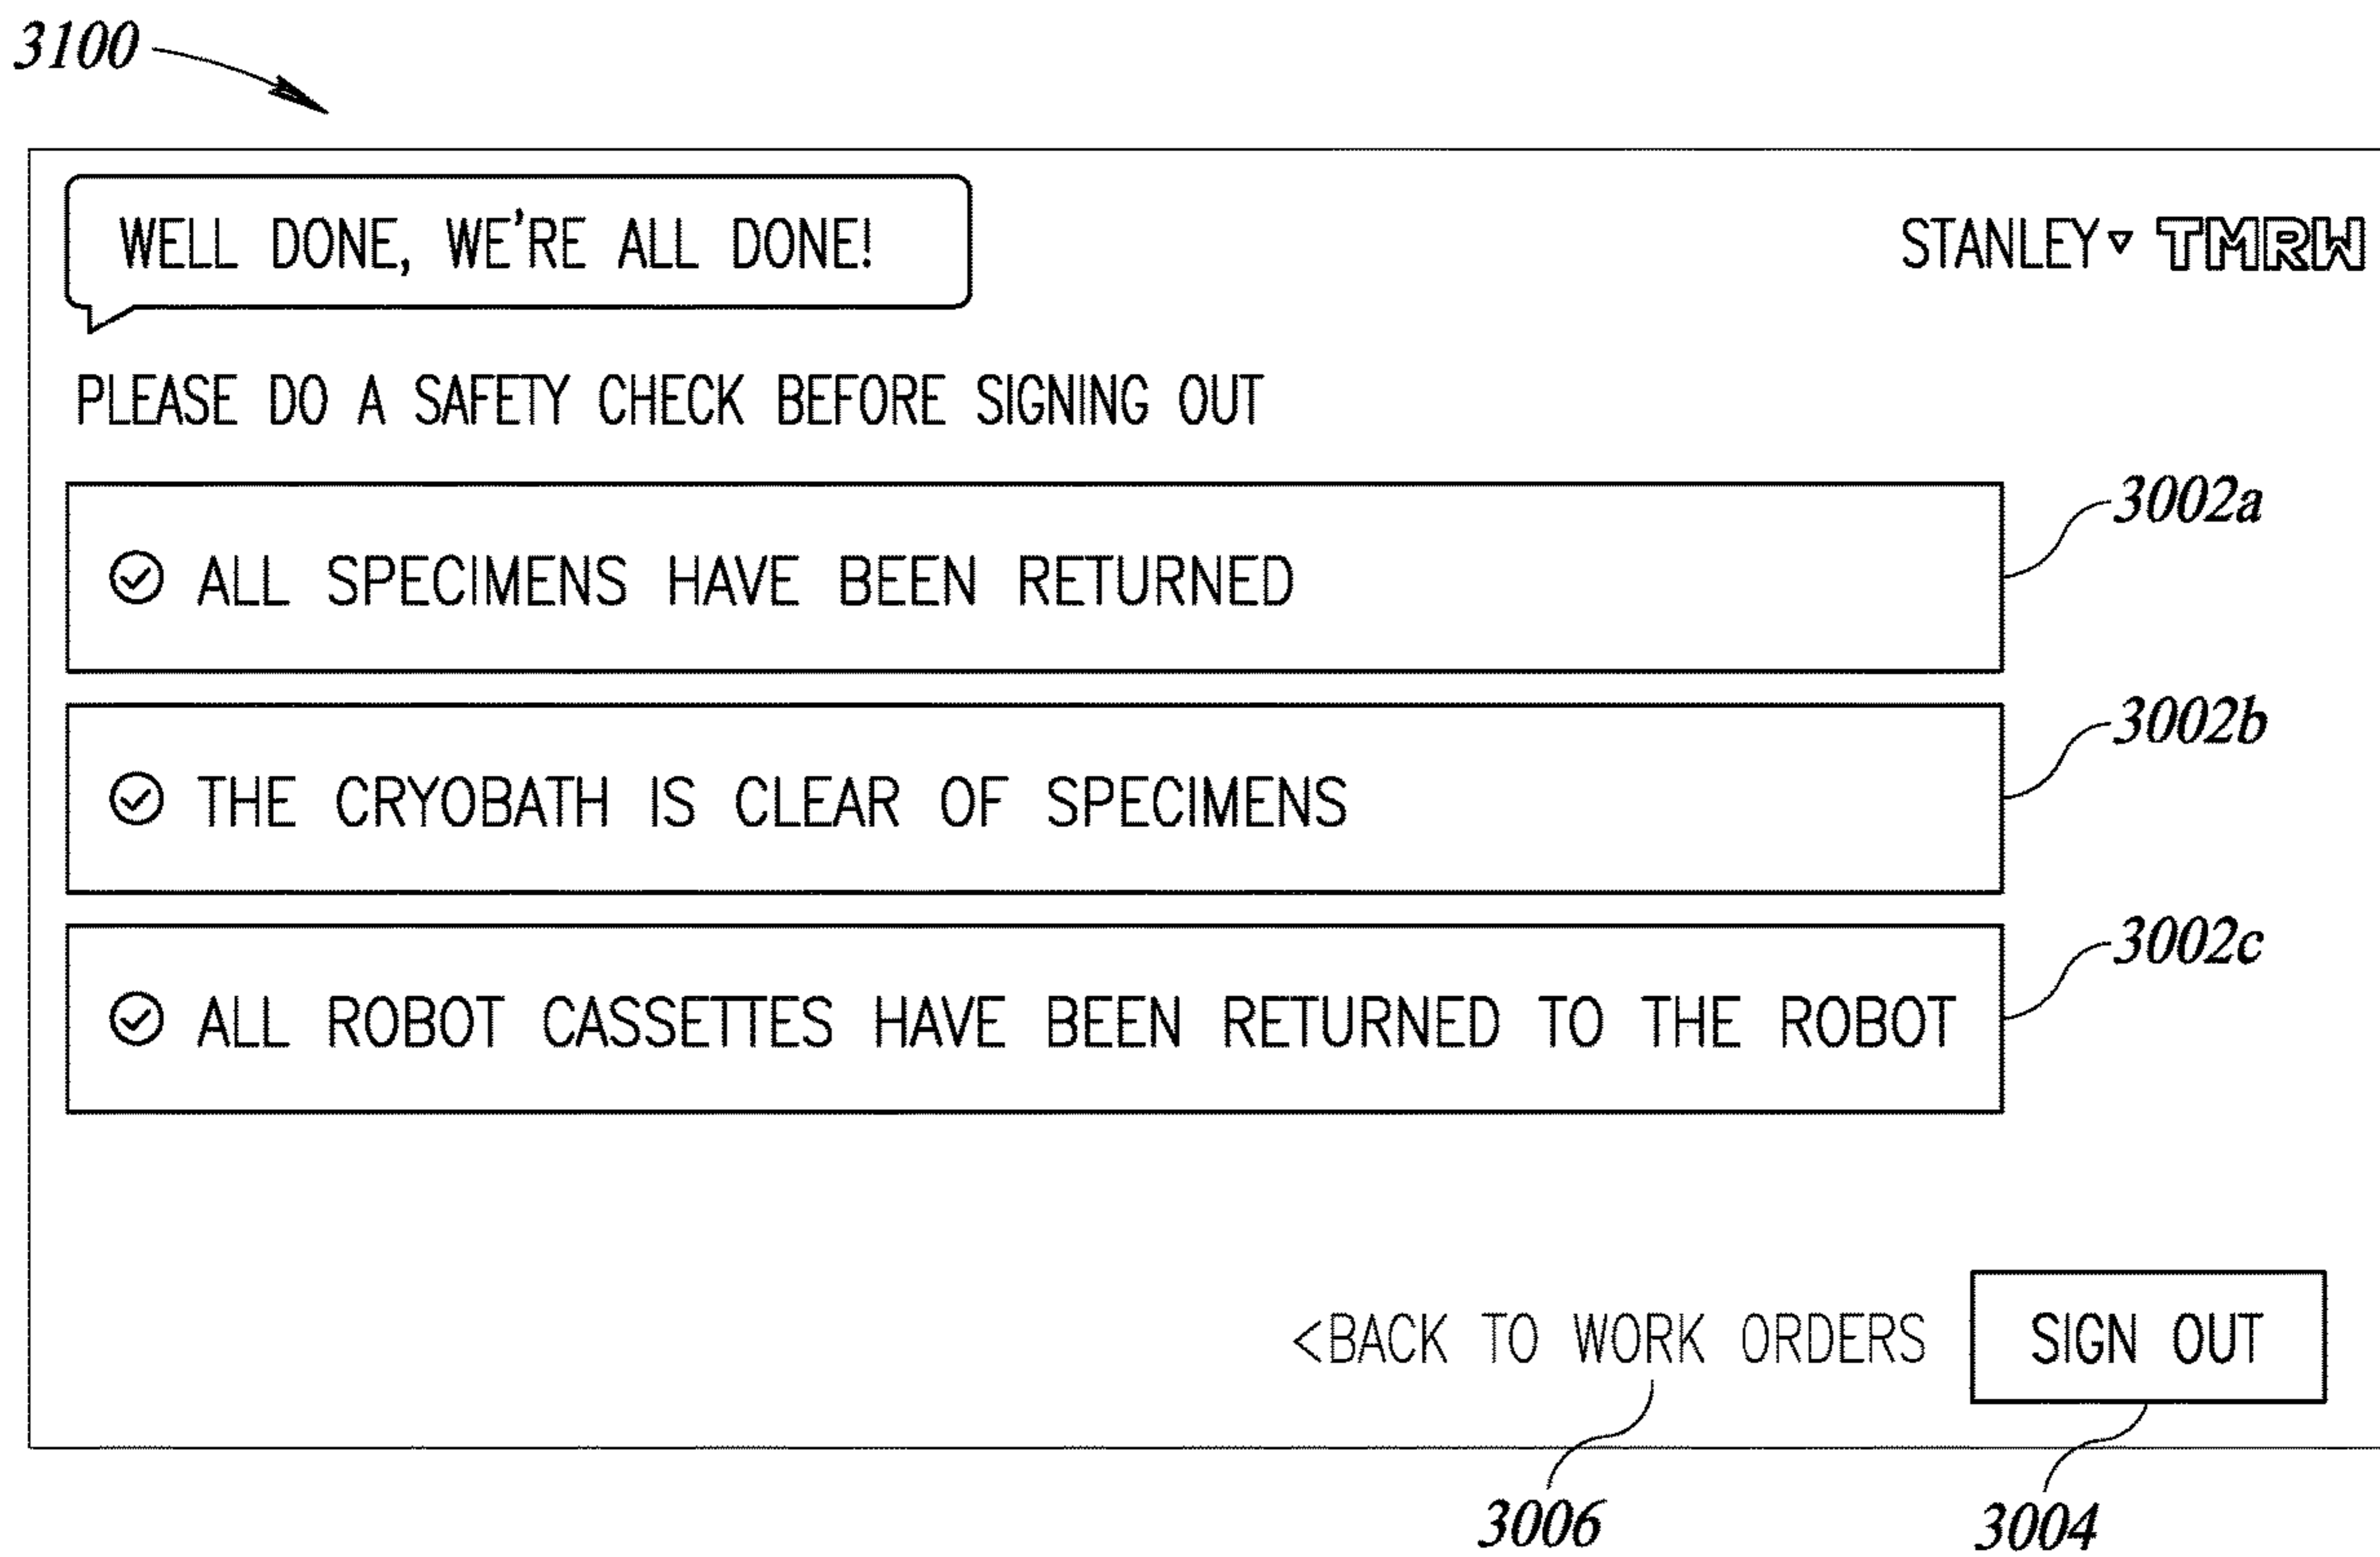 3100
WELL DONE, WE'RE ALL DONE!
STANLEY TMRW
PLEASE DO A SAFETY CHECK BEFORE SIGNING OUT
3002a
ALL SPECIMENS HAVE BEEN RETURNED
3002b
THE CRYOBATH IS CLEAR OF SPECIMENS
3002c
ALL ROBOT CASSETTES HAVE BEEN RETURNED TO THE ROBOT
<BACK TO WORK ORDERS
SIGN OUT
3006
3004